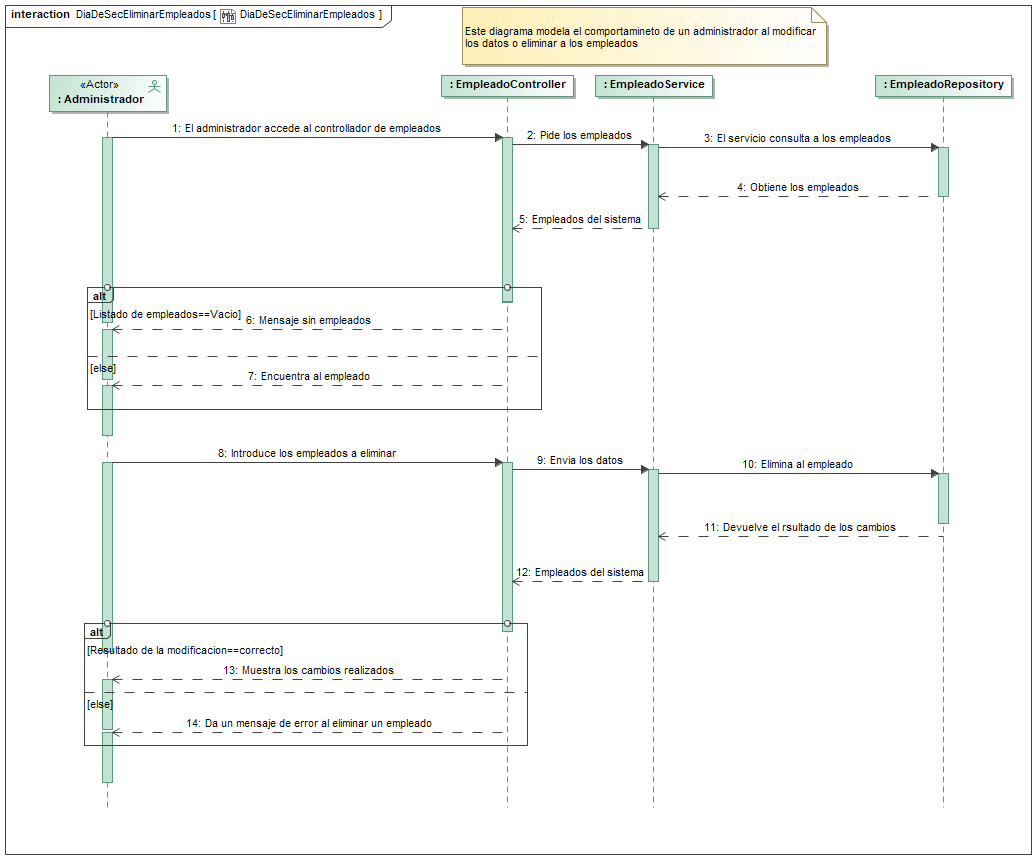 interaction DiaDeSecEliminarEmpleados [ DiaDeSecEliminarEmpleados ]
Este diagrama modela el comportamineto de un administrador al modificar
los datos o eliminar a los empleados
«Actor»
: Administrador
: EmpleadoController
: EmpleadoService
: EmpleadoRepository
1: El administrador accede al controllador de empleados
2: Pide los empleados
3: El servicio consulta a los empleados
4: Obtiene los empleados
5: Empleados del sistema
alt
[Listado de empleados==Vacio]
6: Mensaje sin empleados
[else]
7: Encuentra al empleado
8: Introduce los empleados a eliminar
9: Envia los datos
10: Elimina al empleado
11: Devuelve el rsultado de los cambios
12: Empleados del sistema
alt
[Resultado de la modificacion==correcto]
13: Muestra los cambios realizados
[else]
14: Da un mensaje de error al eliminar un empleado